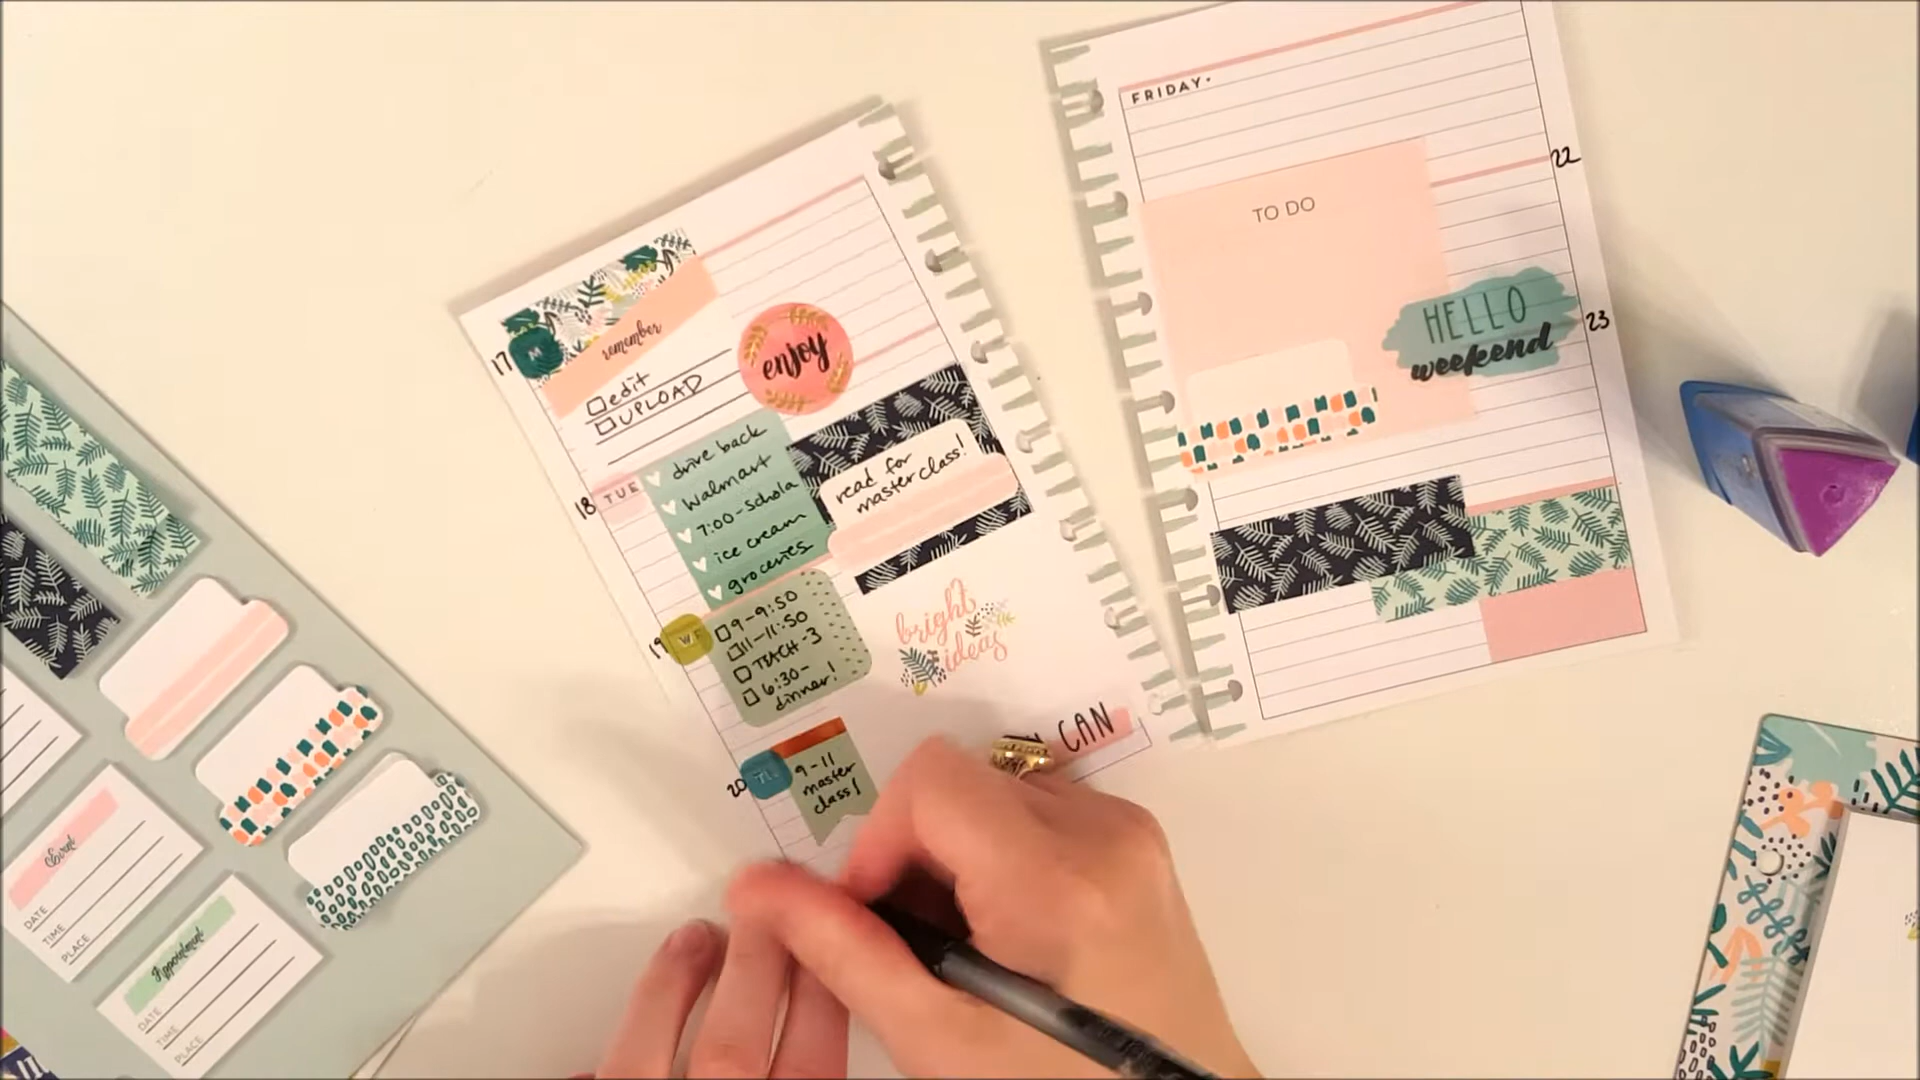 17
M
remember
edit
UPLOAD
enjoy
18
TUE
drive back
Walmart
7:00-schola
ice cream
groceries
read for
master class!
19
9-9:50
11-11:50
TEACH-3
6:30-
dinner!
bright
ideas
20
9-11
master
class!
CAN
FRIDAY.
22
TO DO
HELLO
weekend
23
Event
DATE
TIME
PLACE
Appointment
DATE
TIME
PLACE